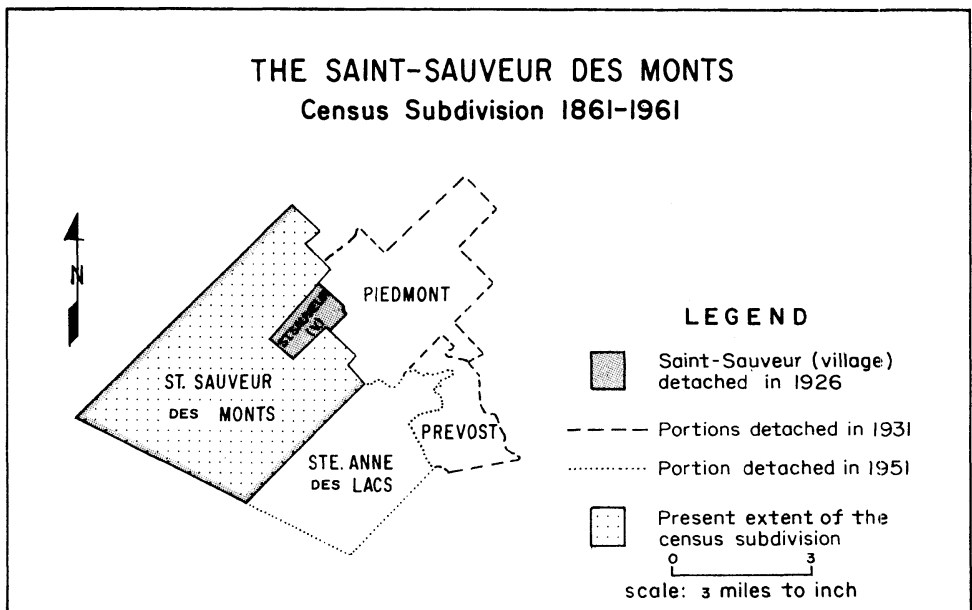 THE SAINT-SAUVEUR DES MONTS
Census Subdivision 1861-1961
N
PIEDMONT
ST. SAUVEUR
(V)
ST. SAUVEUR
DES MONTS
PREVOST
STE. ANNE
DES LACS
LEGEND
Saint-Sauveur (village)
detached in 1926
Portions detached in 1931
Portion detached in 1951
Present extent of the
census subdivision
0 3
scale: 3 miles to inch